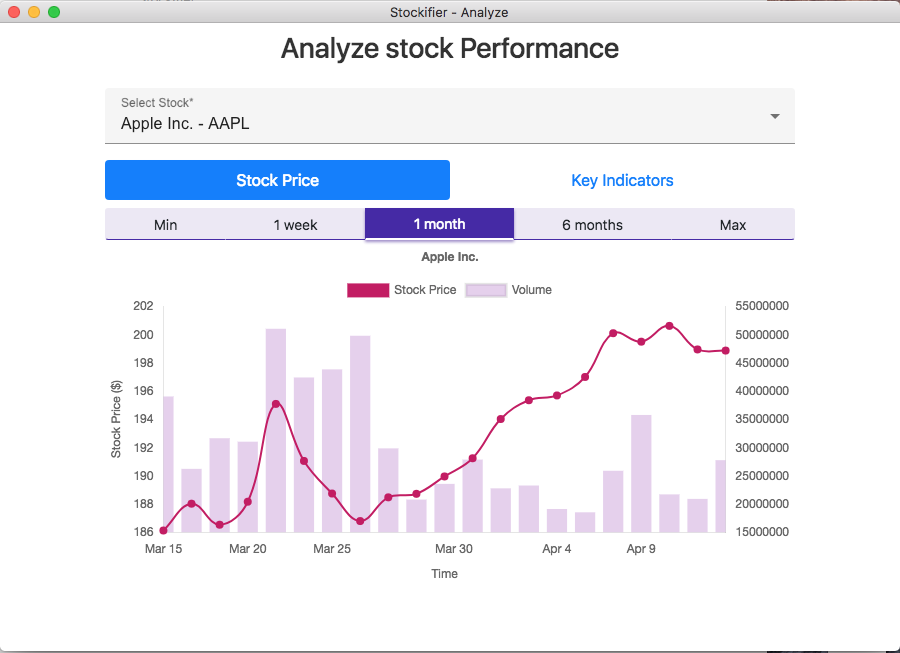 Stockifier - Analyze
Analyze stock Performance
Select Stock*
Apple Inc. - AAPL
Stock Price Key Indicators
Min 1 week 1 month 6 months Max
Apple Inc.
Stock Price Volume
202 55000000
200 50000000
198 45000000
196 40000000
194 35000000
192 30000000
190 25000000
188 20000000
186 15000000
Stock Price ($)
Mar 15 Mar 20 Mar 25 Mar 30 Apr 4 Apr 9
Time